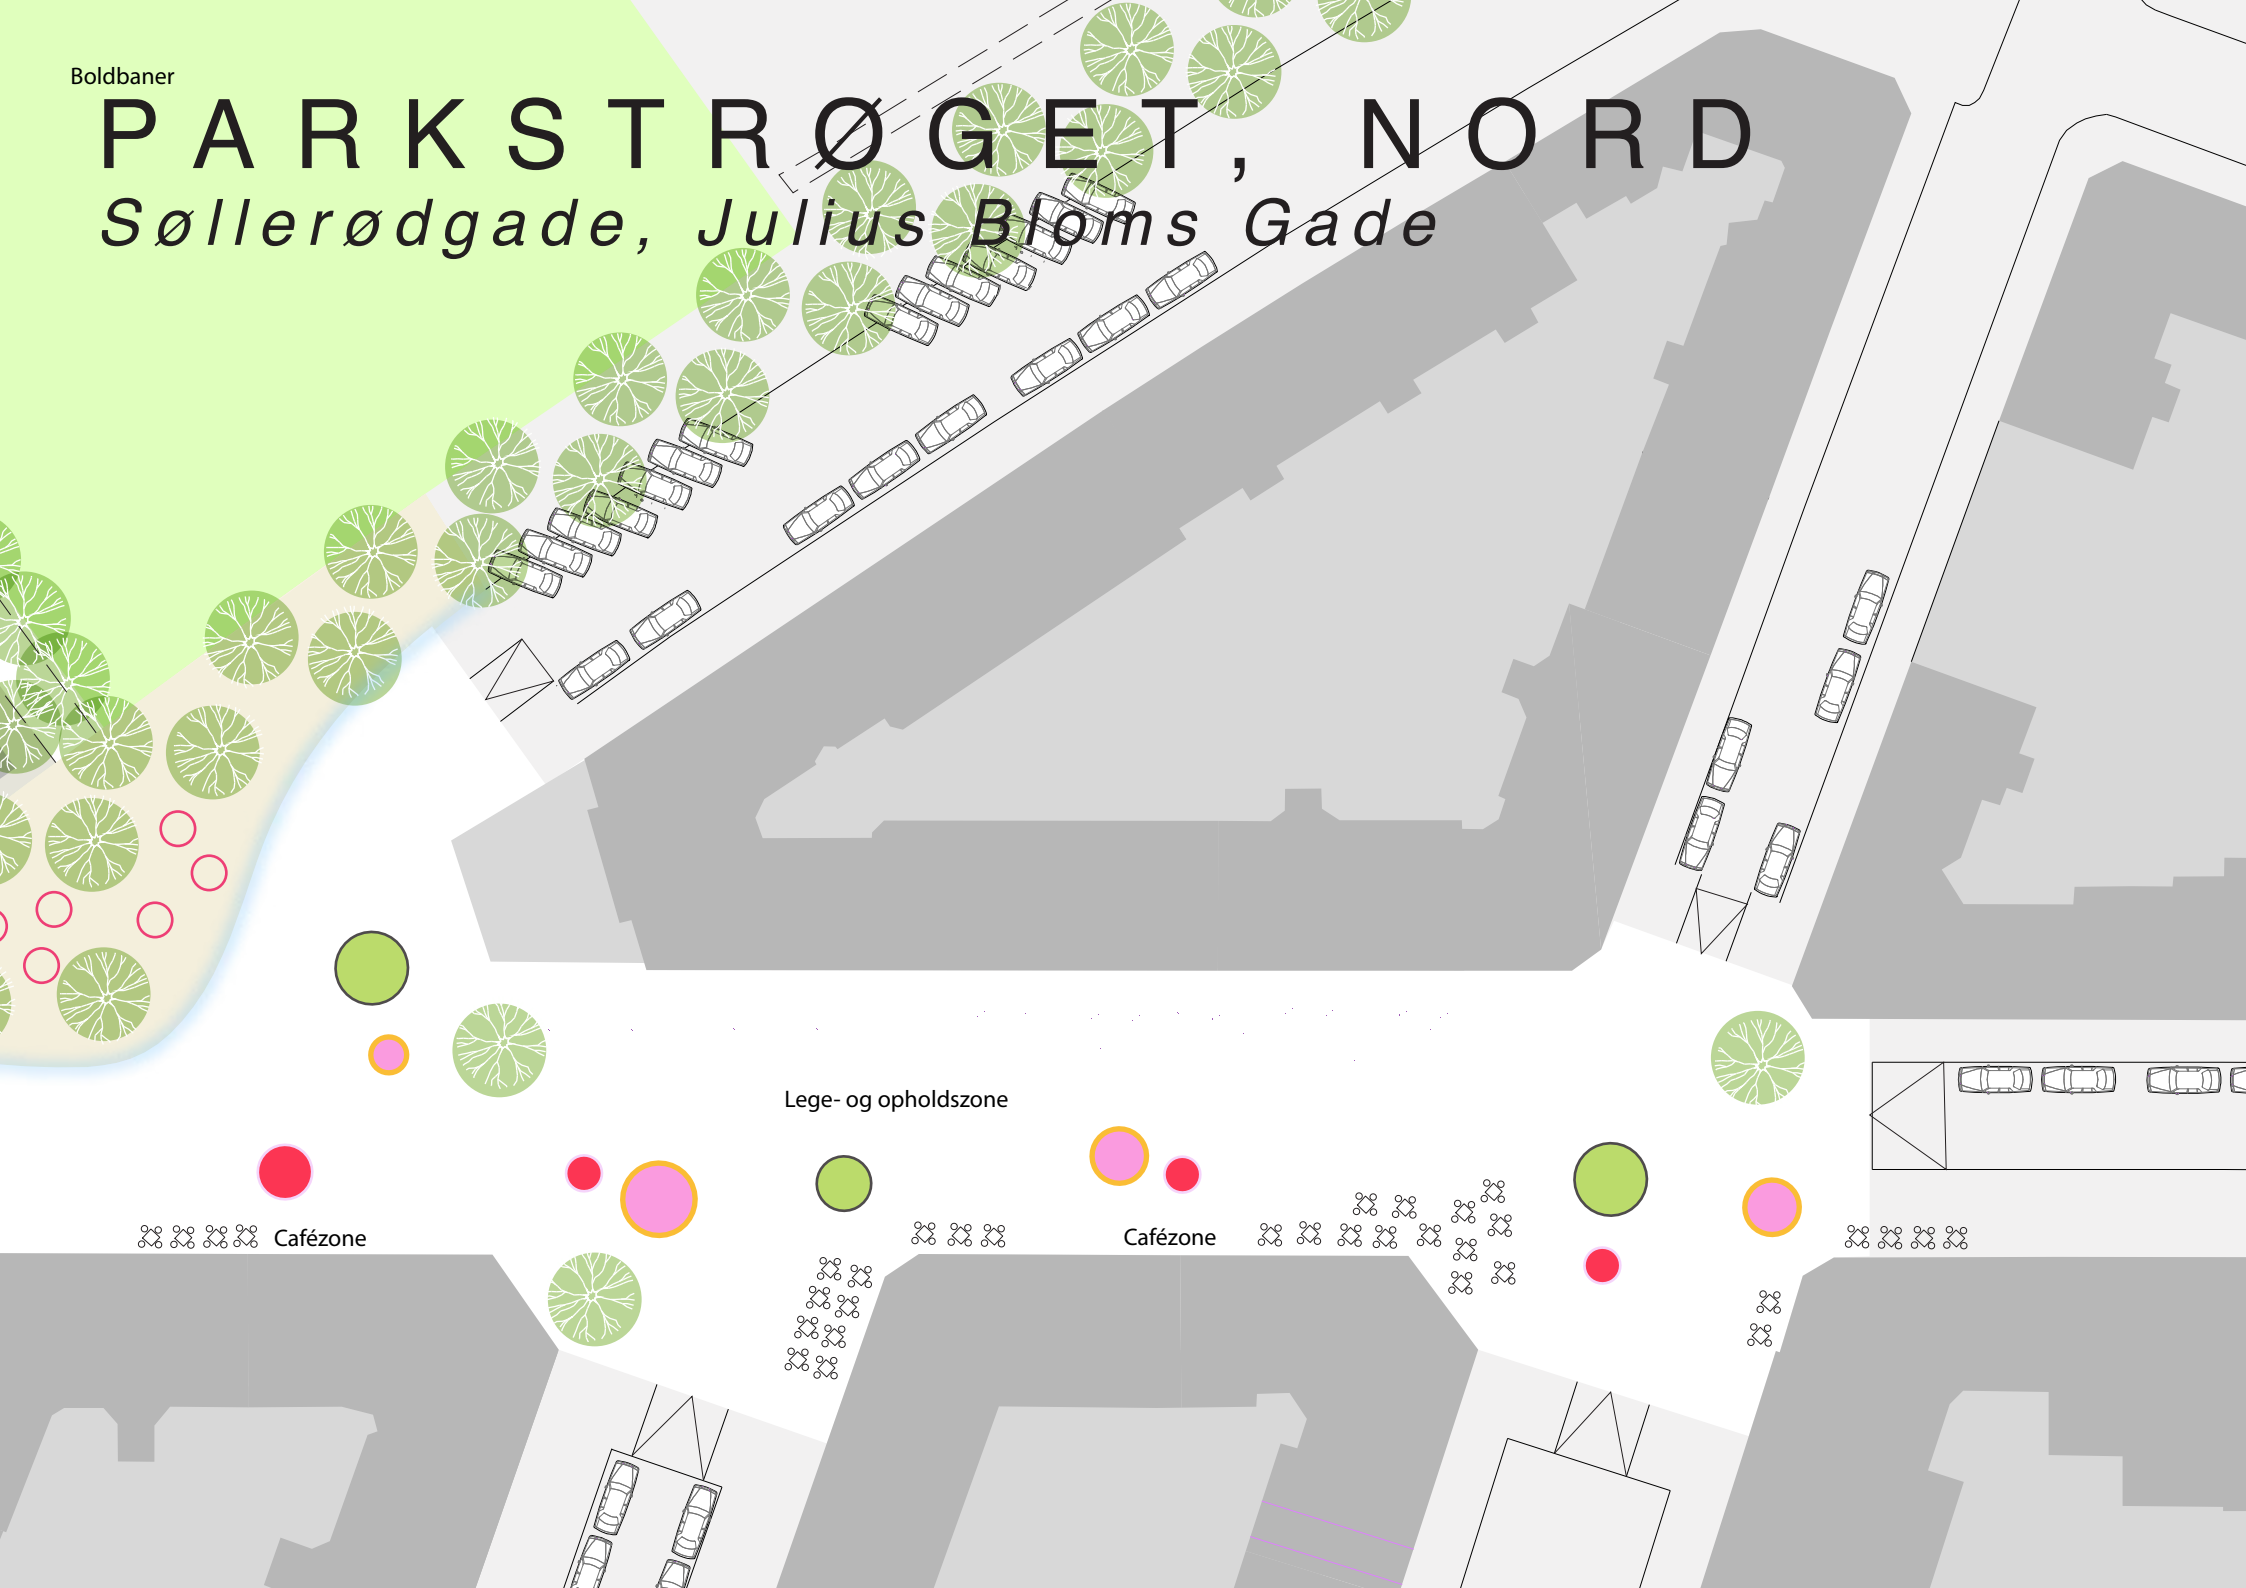 Boldbaner
PARKSTRØGET, NORD
Søllerødgade, Julius Bloms Gade
Lege- og opholdszone
Cafézone
Cafézone